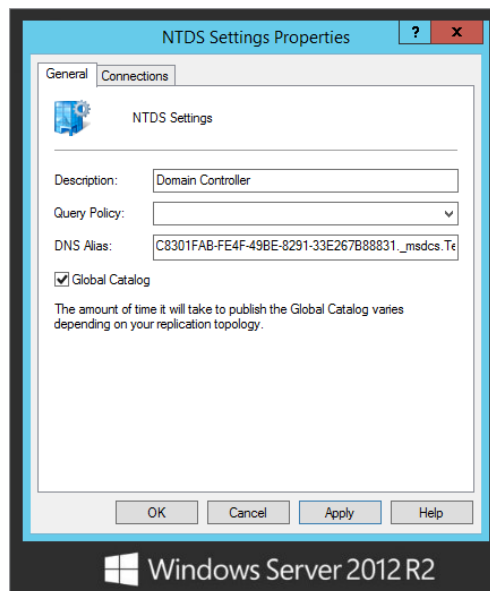 NTDS Settings Properties
? x
General Connections
NTDS Settings
Description: Domain Controller
Query Policy:
DNS Alias: C8301FAB-FE4F-49BE-8291-33E267B88831._msdcs.Te
Global Catalog
The amount of time it will take to publish the Global Catalog varies
depending on your replication topology.
OK Cancel Apply Help
Windows Server 2012 R2